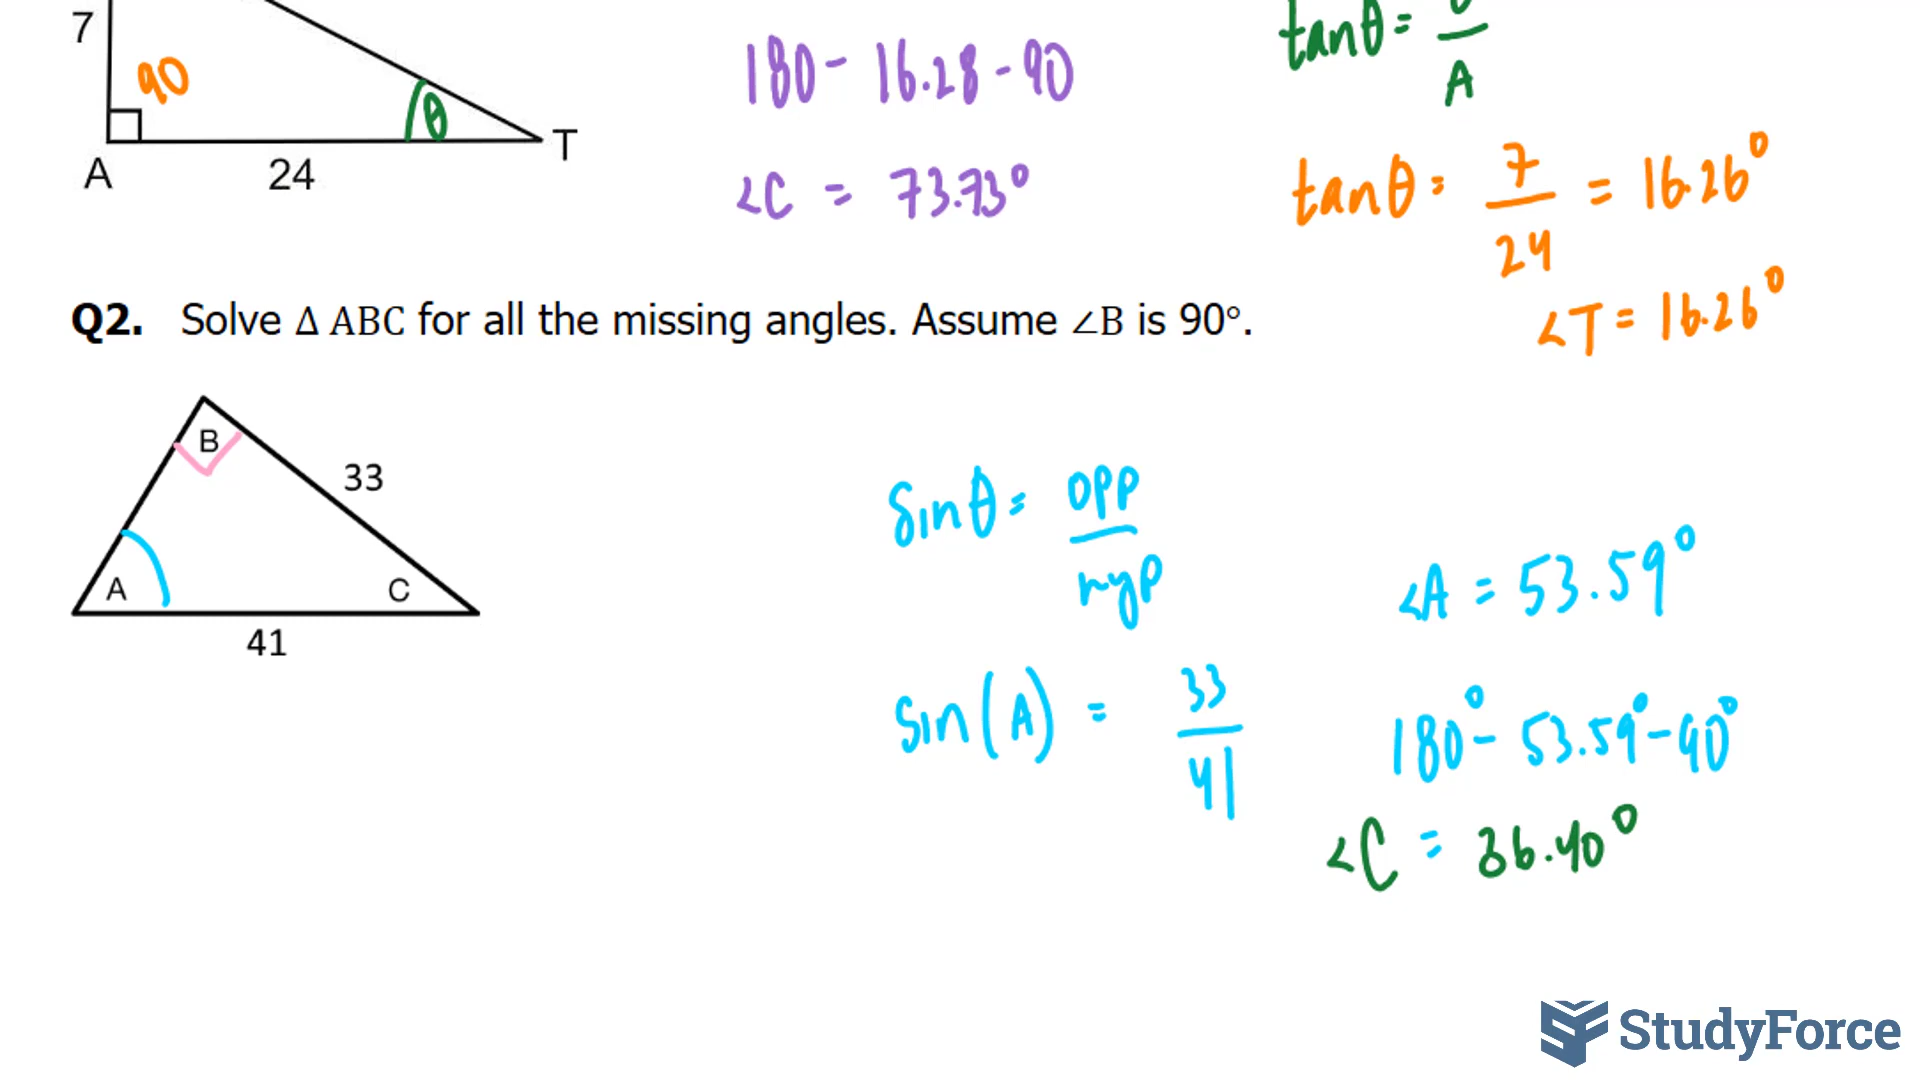 7
90
θ
A
24
T
180 - 16.28 - 90
∠C = 73.73°
tanθ =
A
tanθ = 7/24 = 16.26°
∠T = 16.26°
Q2. Solve Δ ABC for all the missing angles. Assume ∠B is 90°.
B
33
A
C
41
sinθ = opp/hyp
sin(A) = 33/41
∠A = 53.59°
180° - 53.59° - 90°
∠C = 36.40°
StudyForce